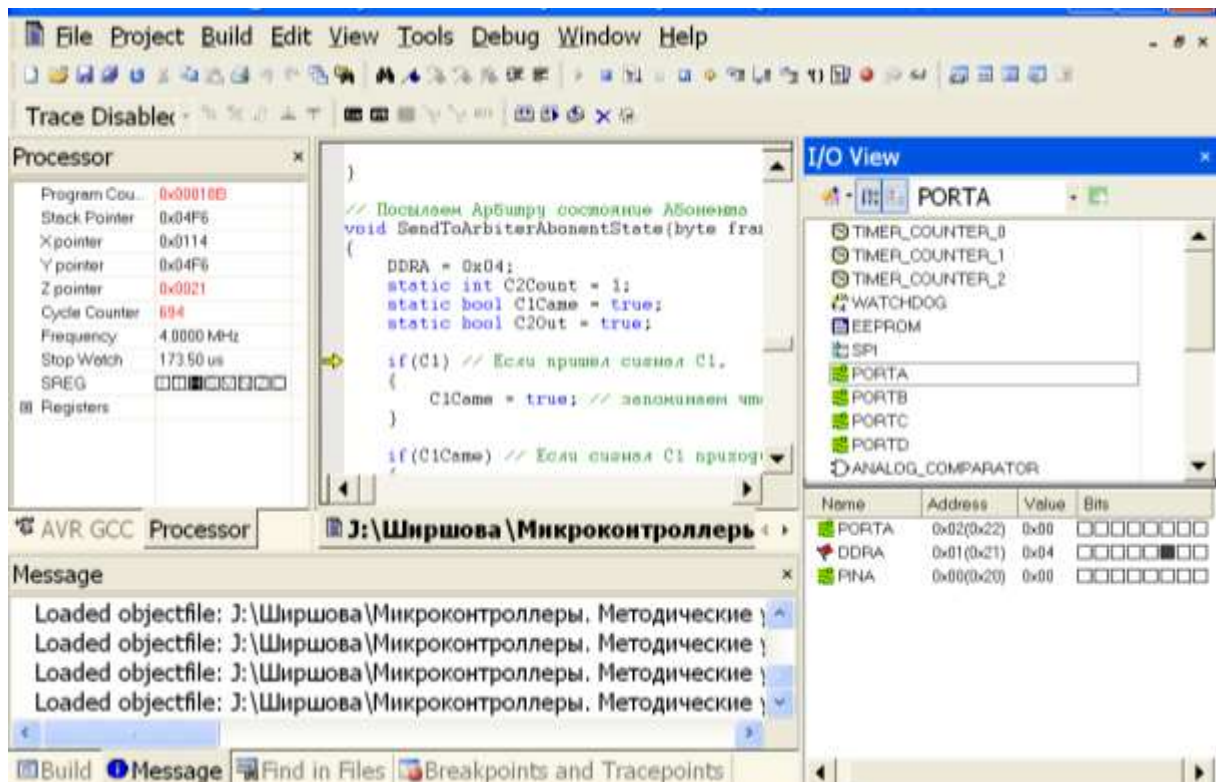 File Project Build Edit View Tools Debug Window Help
Trace Disabled
Processor
Program Cou... 0x00010B
Stack Pointer 0x04F6
X pointer 0x0114
Y pointer 0x04F6
Z pointer 0x0021
Cycle Counter 694
Frequency 4.0000 MHz
Stop Watch 173.50 us
SREG
Registers
AVR GCC Processor
}
// Посылаем Арбитру состояние Абонента
void SendToArbiterAbonentState(byte fra
{
DDRA = 0x04;
static int C2Count = 1;
static bool C1Came = true;
static bool C2Out = true;
if(C1) // Если пришел сигнал C1,
{
C1Came = true; // запоминаем что
}
if(C1Came) // Если сигнал C1 приход
{
J:\Ширшова\Микроконтроллеры
I/O View
PORTA
TIMER_COUNTER_0
TIMER_COUNTER_1
TIMER_COUNTER_2
WATCHDOG
EEPROM
SPI
PORTA
PORTB
PORTC
PORTD
ANALOG_COMPARATOR
Name Address Value Bits
PORTA 0x02(0x22) 0x00
DDRA 0x01(0x21) 0x04
PINA 0x00(0x20) 0x00
Message
Loaded objectfile: J:\Ширшова\Микроконтроллеры. Методические у
Loaded objectfile: J:\Ширшова\Микроконтроллеры. Методические у
Loaded objectfile: J:\Ширшова\Микроконтроллеры. Методические у
Loaded objectfile: J:\Ширшова\Микроконтроллеры. Методические у
Build Message Find in Files Breakpoints and Tracepoints